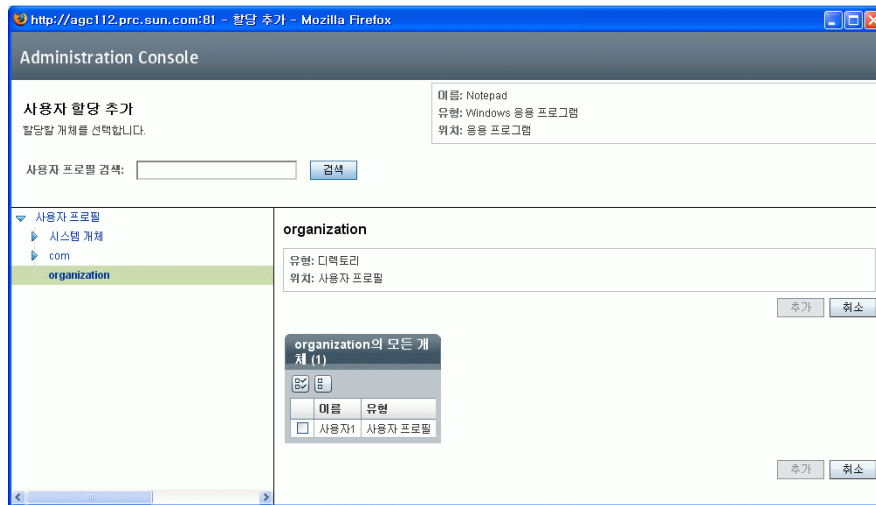 http://agc112.prc.sun.com:81 - 할당 추가 - Mozilla Firefox
Administration Console
사용자 할당 추가
할당할 개체를 선택합니다.
이름: Notepad
유형: Windows 응용 프로그램
위치: 응용 프로그램
사용자 프로필 검색:
검색
사용자 프로필
시스템 개체
com
organization
organization
유형: 디렉토리
위치: 사용자 프로필
추가 취소
organization의 모든 개
체 (1)
이름 유형
사용자1 사용자 프로필
추가 취소